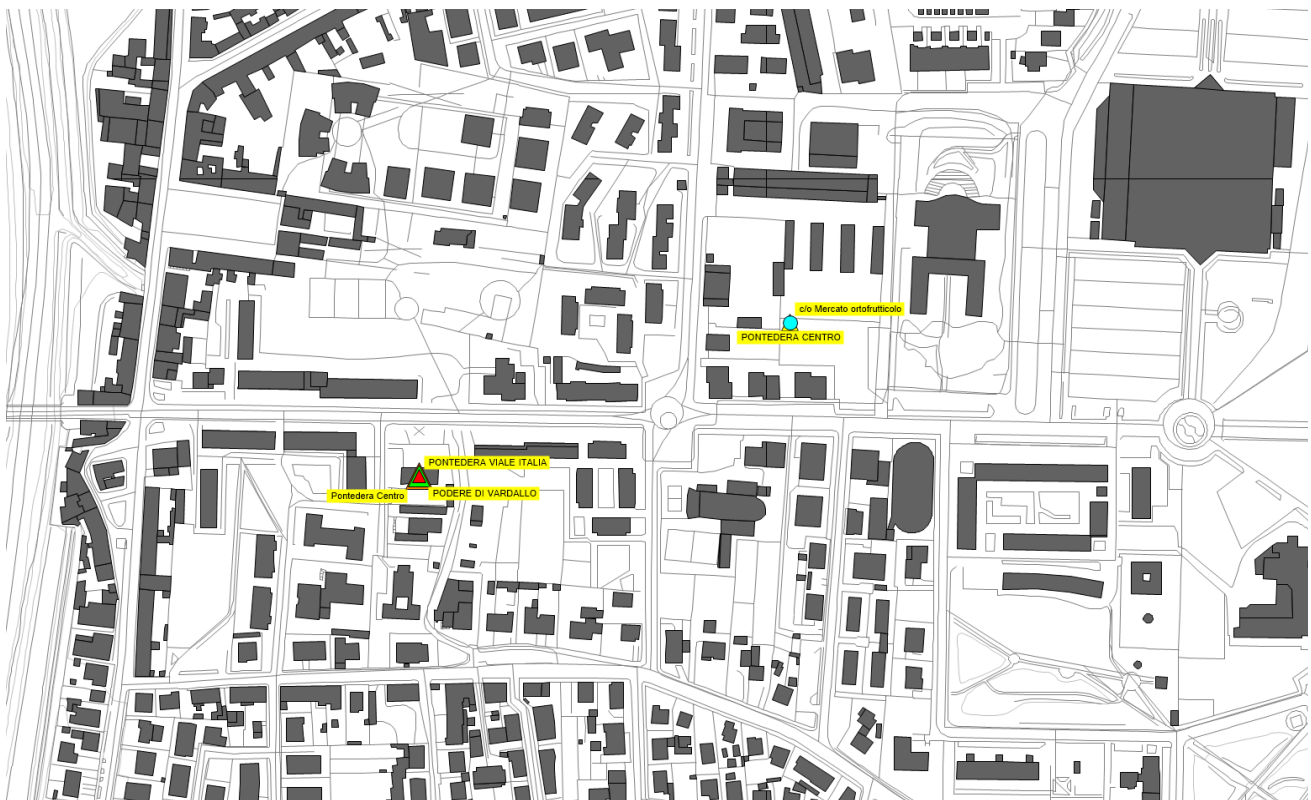 c/o Mercato ortofrutticolo
PONTEDERA CENTRO
PONTEDERA VIALE ITALIA
Pontedera Centro
PODERE DI VARDALLO